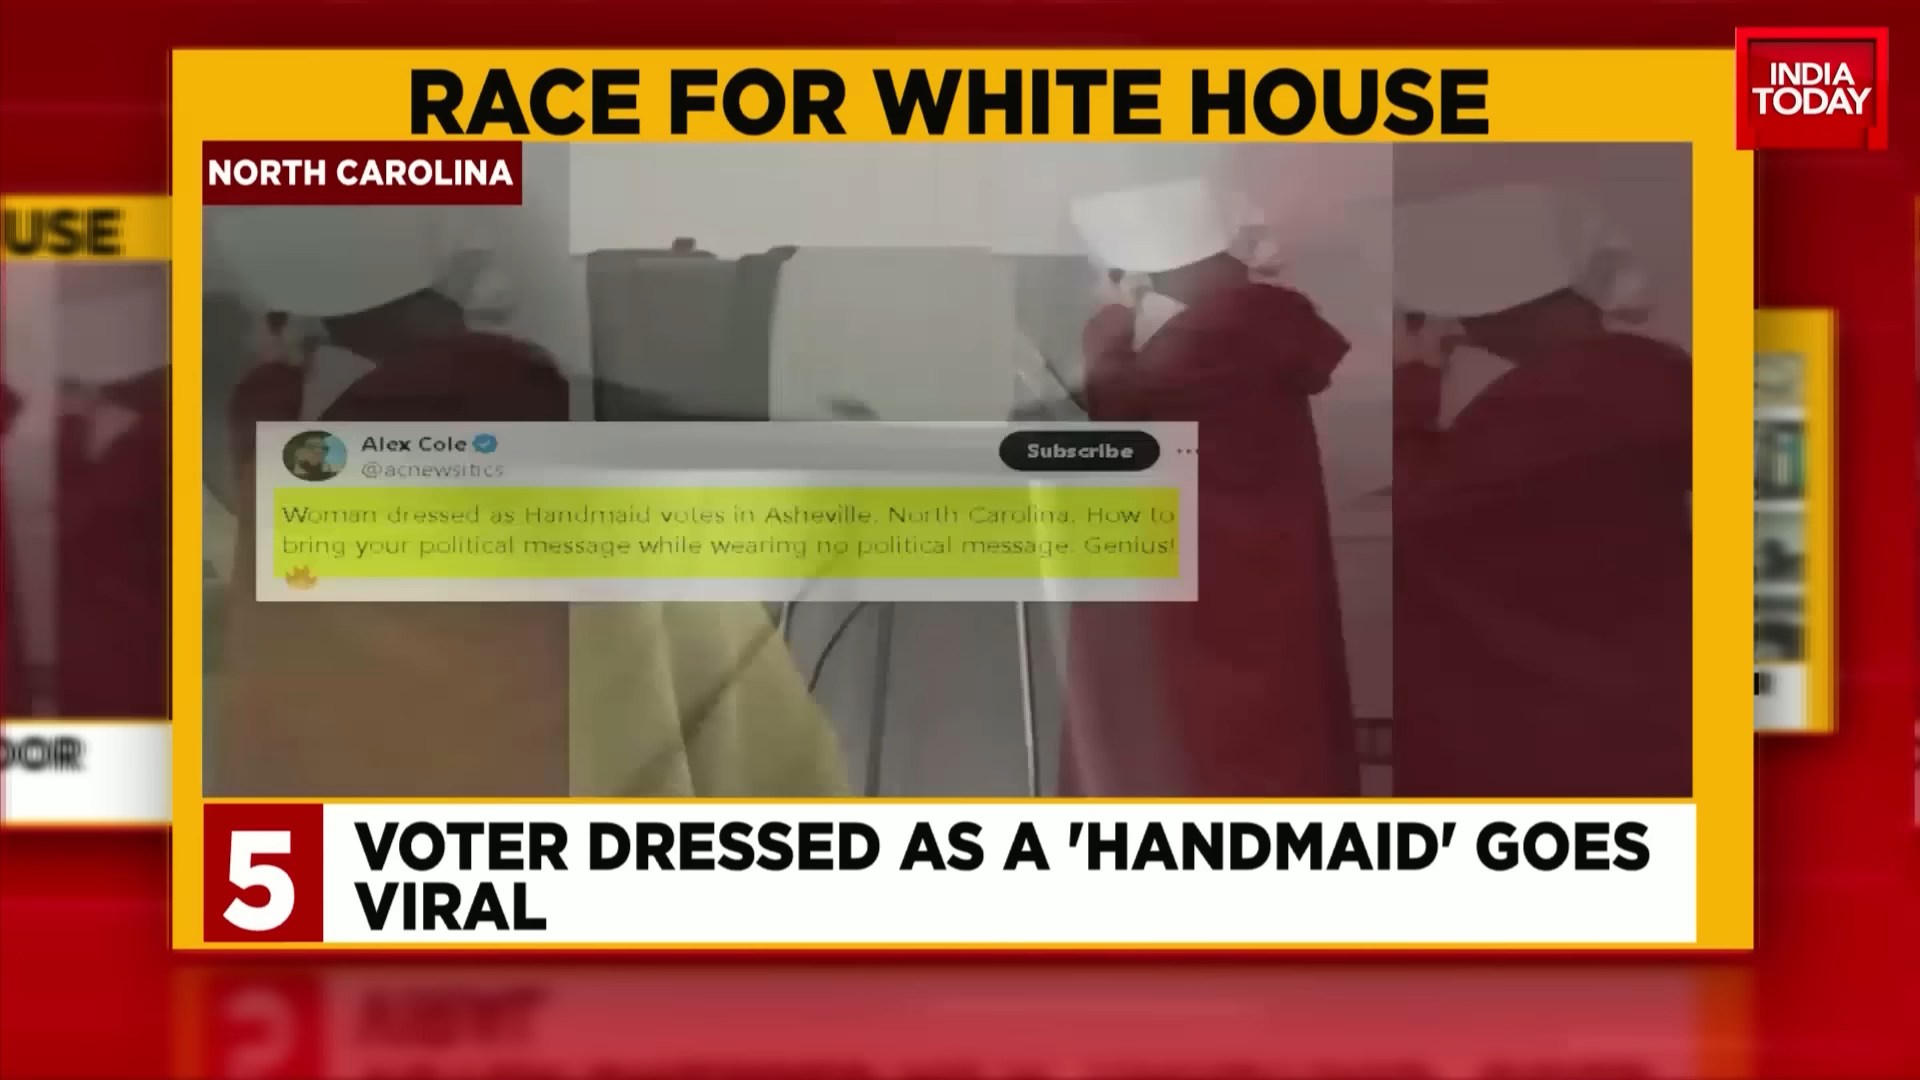 RACE FOR WHITE HOUSE
INDIA
TODAY
NORTH CAROLINA
USE
Alex Cole
@acnewsitics
Subscribe
Woman dressed as Handmaid votes in Asheville, North Carolina. How to
bring your political message while wearing no political message. Genius!
OOR
5
VOTER DRESSED AS A 'HANDMAID' GOES
VIRAL